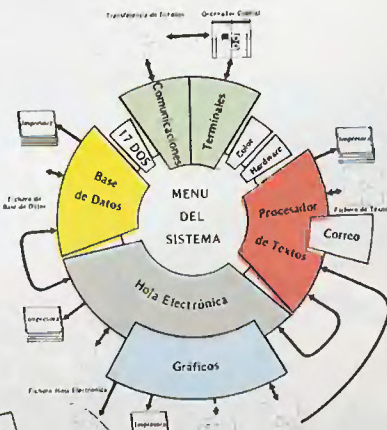 Transferencia de ficheros
Ordenador Central
Comunicaciones
Terminales
17 DOS
Color
Hardware
Impresora
Impresora
Base
de Datos
MENU
DEL
SISTEMA
Procesador
de Textos
Fichero de
Base de Datos
Fichero de Texto
Correo
Hoja Electrónica
Impresora
Gráficos
Fichero Hoja Electrónica
Impresora